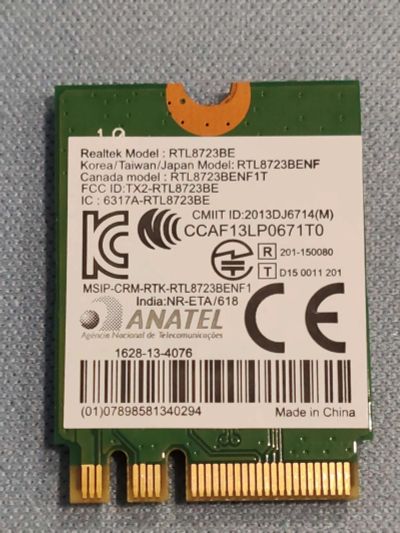 10
Realtek Model : RTL8723BE
Korea/Taiwan/Japan Model: RTL8723BENF
Canada model : RTL8723BENF1T
FCC ID:TX2-RTL8723BE
IC : 6317A-RTL8723BE
CMIIT ID:2013DJ6714(M)
CCAF13LP0671T0
R 201-150080
T D15 0011 201
MSIP-CRM-RTK-RTL8723BENF1
India:NR-ETA/618
ANATEL
Agência Nacional de Telecomunicações
CE
1628-13-4076
(01)07898581340294
Made in China